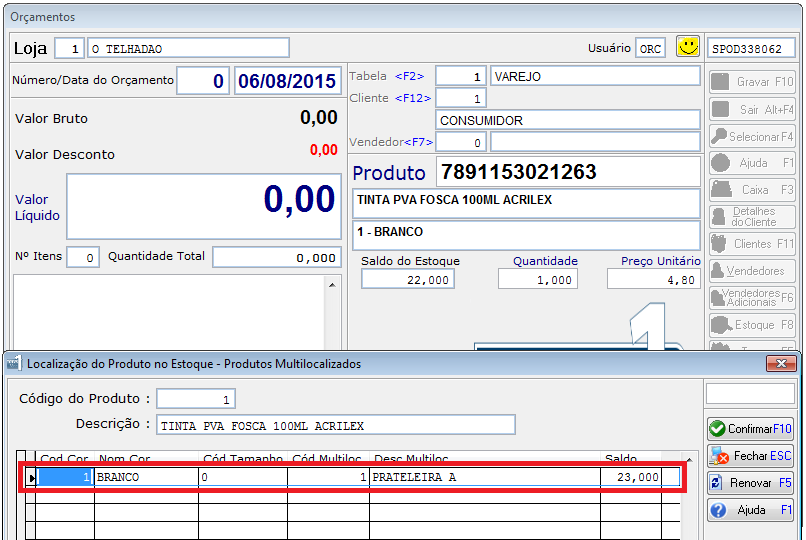 Orçamentos
Loja 1 O TELHADAO Usuário ORC SPOD338062
Número/Data do Orçamento 0 06/08/2015
Valor Bruto 0,00
Valor Desconto 0,00
Valor Líquido 0,00
Nº Itens 0 Quantidade Total 0,000
Tabela <F2> 1 VAREJO
Cliente <F12> 1
CONSUMIDOR
Vendedor<F7> 0
Produto 7891153021263
TINTA PVA FOSCA 100ML ACRILEX
1 - BRANCO
Saldo do Estoque Quantidade Preço Unitário
22,000 1,000 4,80
1
Gravar F10
Sair Alt+F4
Selecionar F4
Ajuda F1
Caixa F3
Detalhes do Cliente
Clientes F11
Vendedores
Vendedores Adicionais F6
Estoque F8
Localização do Produto no Estoque - Produtos Multilocalizados
Código do Produto : 1
Descrição : TINTA PVA FOSCA 100ML ACRILEX
Cod Cor Nom Cor Cód Tamanho Cód Multiloc Desc Multiloc Saldo
1 BRANCO 0 1 PRATELEIRA A 23,000
Confirmar F10
Fechar ESC
Renovar F5
Ajuda F1